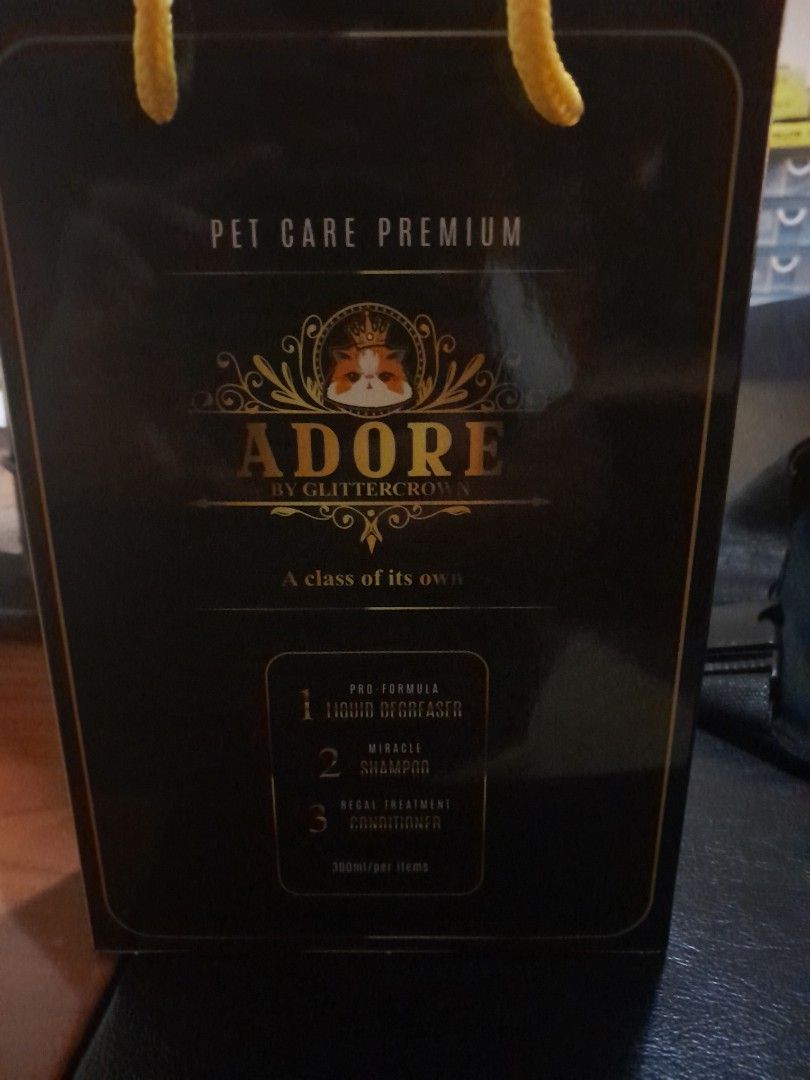 PET CARE PREMIUM
ADORE
BY GLITTERCROWN
A class of its own
1 PRO-FORMULA
LIQUID DEGREASER
2 MIRACLE
SHAMPOO
3 REGAL TREATMENT
CONDITIONER
300ml/per items